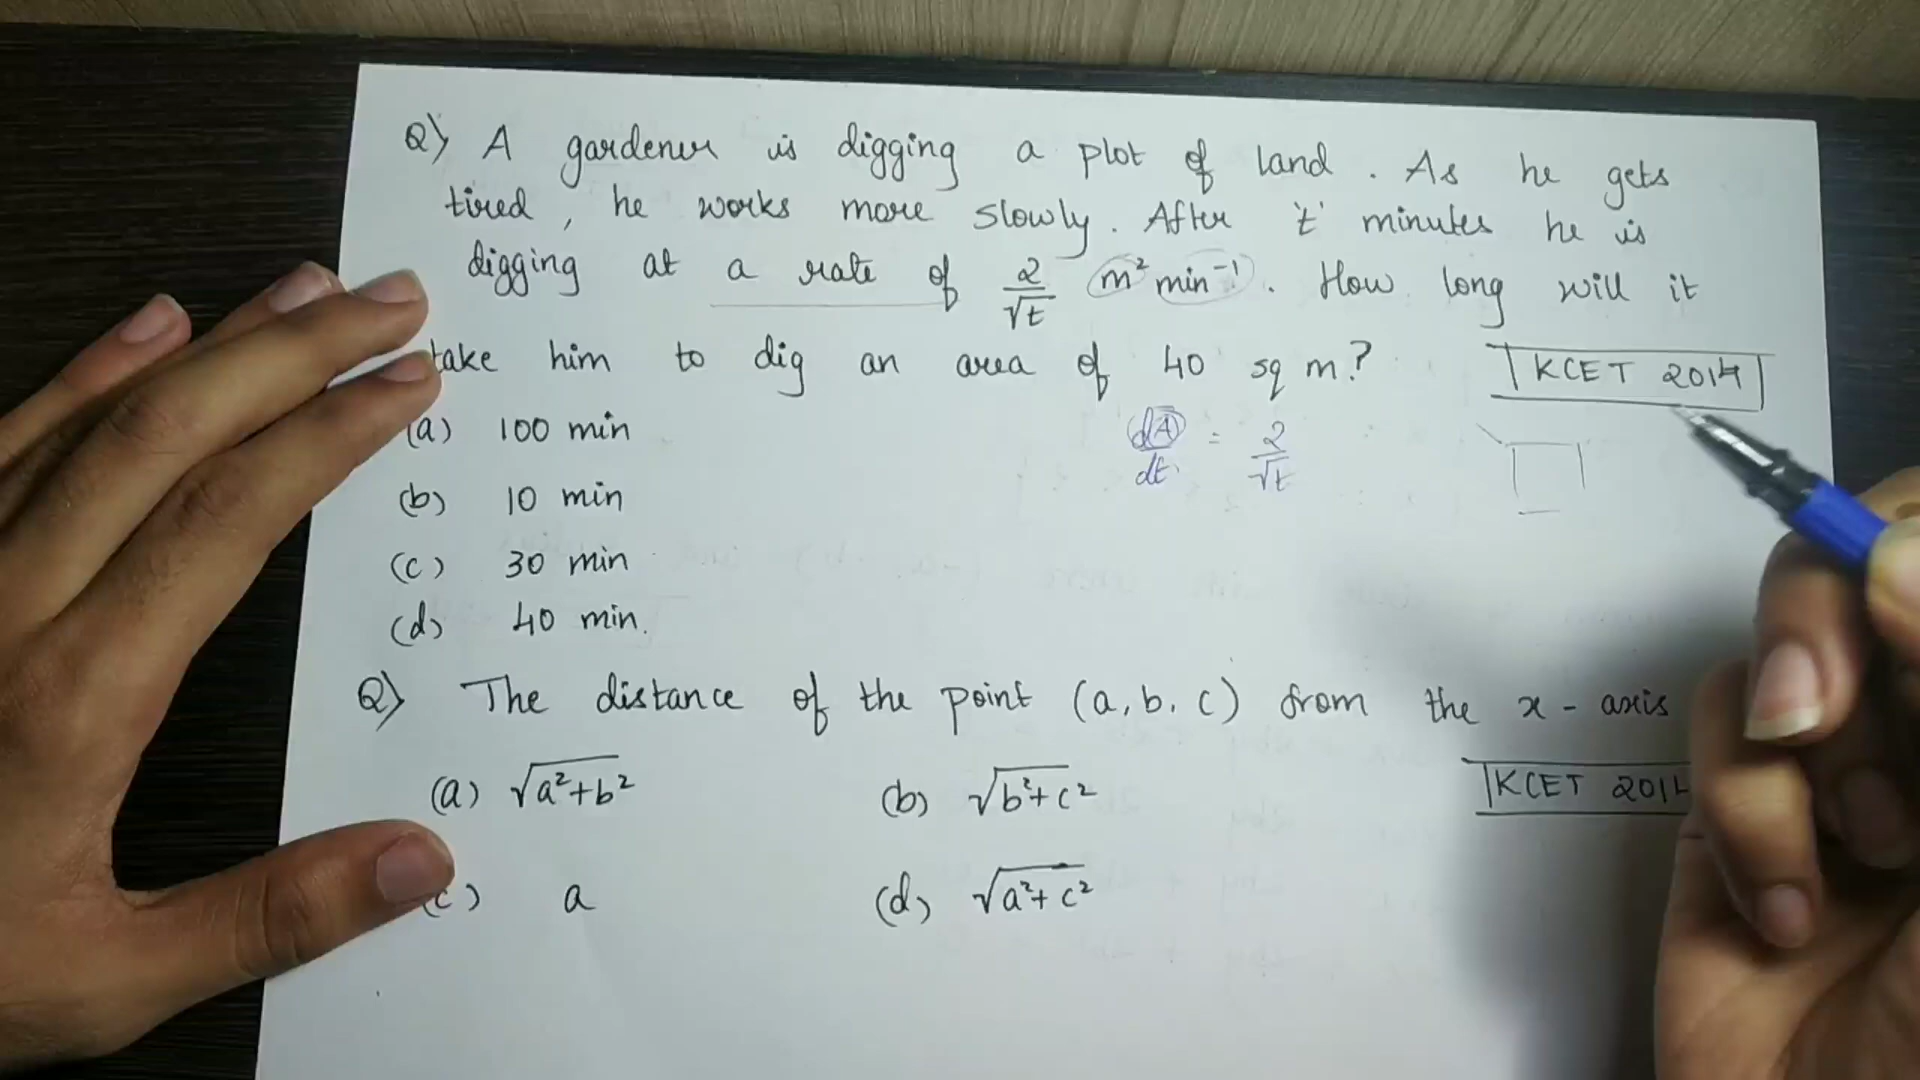 Q) A gardener is digging a plot of land. As he gets
tired, he works more slowly. After 't' minutes he is
digging at a rate of 2/√t m² min⁻¹. How long will it
take him to dig an area of 40 sq m?
KCET 2014
(a) 100 min
dA/dt = 2/√t
(b) 10 min
(c) 30 min
(d) 40 min.
Q) The distance of the point (a, b, c) from the x-axis
(a) √a²+b² (b) √b²+c²
KCET 201
(c) a (d) √a²+c²